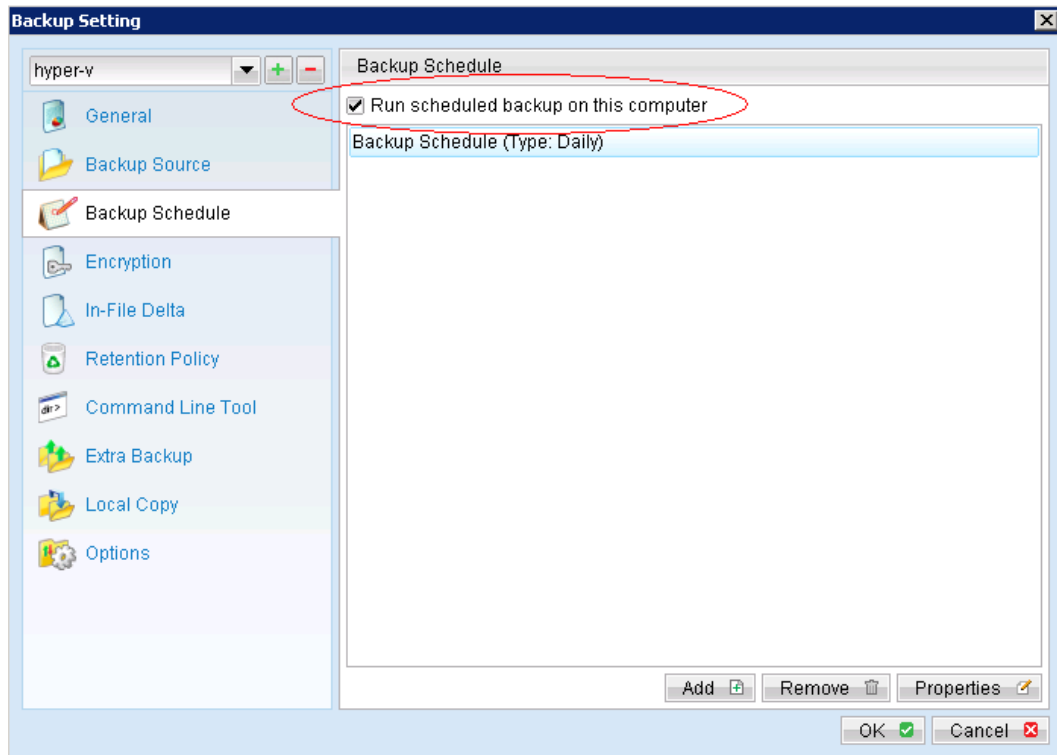 Backup Setting
hyper-v
General
Backup Source
Backup Schedule
Encryption
In-File Delta
Retention Policy
dir>
Command Line Tool
Extra Backup
Local Copy
Options
Backup Schedule
Run scheduled backup on this computer
Backup Schedule (Type: Daily)
Add
Remove
Properties
OK
Cancel